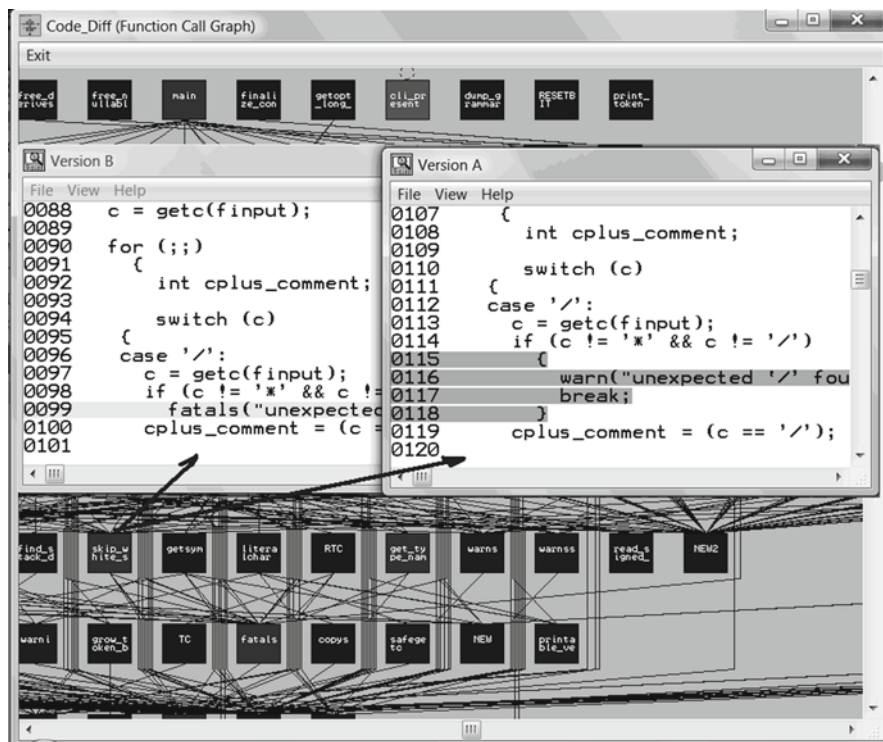 Code_Diff (Function Call Graph)
Exit
free_d
erives
free_n
ullabl
main
finali
ze_con
getopt
_long_
cli_pr
esent
dump_g
rammar
RESETB
IT
print_
token
Version B
File View Help
0088 c = getc(finput);
0089
0090 for (;;)
0091 {
0092 int cplus_comment;
0093
0094 switch (c)
0095 {
0096 case '/':
0097 c = getc(finput);
0098 if (c != '*' && c !=
0099 fatals("unexpected
0100 cplus_comment = (c =
0101
Version A
File View Help
0107 {
0108 int cplus_comment;
0109
0110 switch (c)
0111 {
0112 case '/':
0113 c = getc(finput);
0114 if (c != '*' && c != '/')
0115 {
0116 warn("unexpected '/' fou
0117 break;
0118 }
0119 cplus_comment = (c == '/');
0120
find_s
tack_d
skip_w
hite_s
getsym
litera
lchar
RTC
get_ty
pe_nam
warns
warnss
read_s
igned_
NEW2
warni
grow_t
oken_b
TC
fatals
copys
safege
tc
NEW
printa
ble_ve